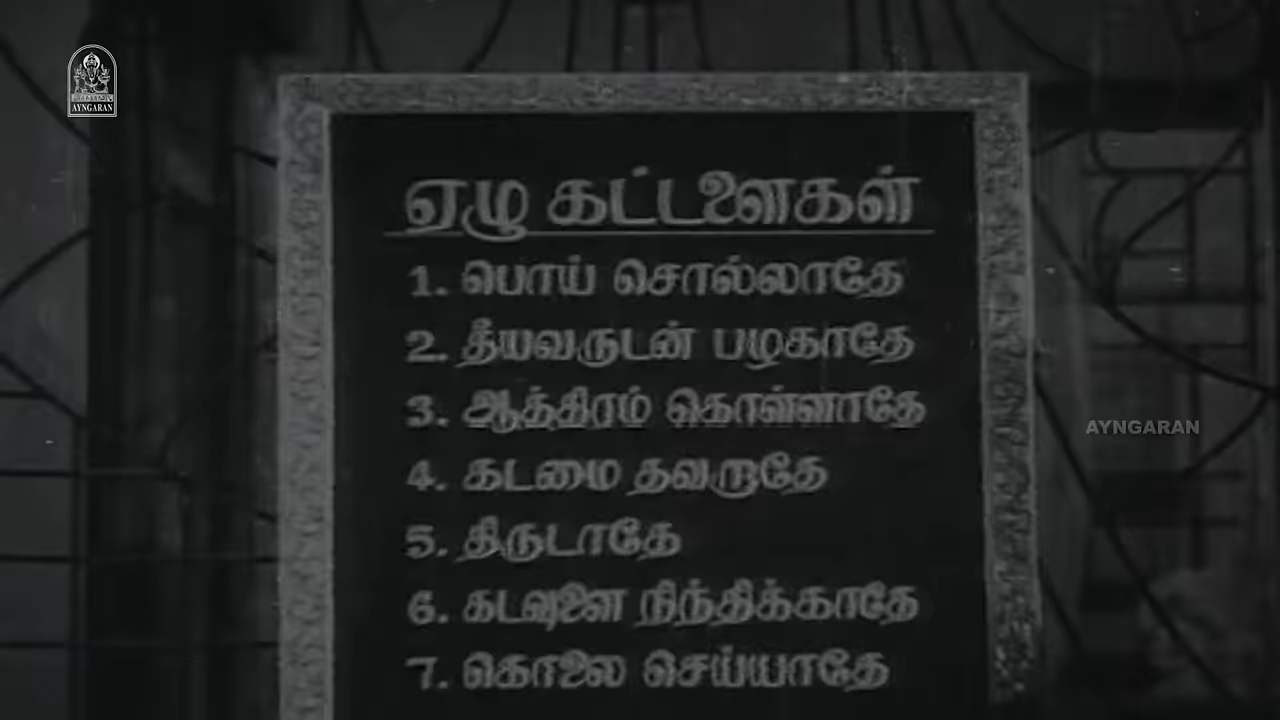 AYNGARAN
ஏழு கட்டளைகள்
1. பொய் சொல்லாதே
2. தீயவருடன் பழகாதே
3. ஆத்திரம் கொள்ளாதே
AYNGARAN
4. கடமை தவறாதே
5. திருடாதே
6. கடவுளை நிந்திக்காதே
7. கொலை செய்யாதே